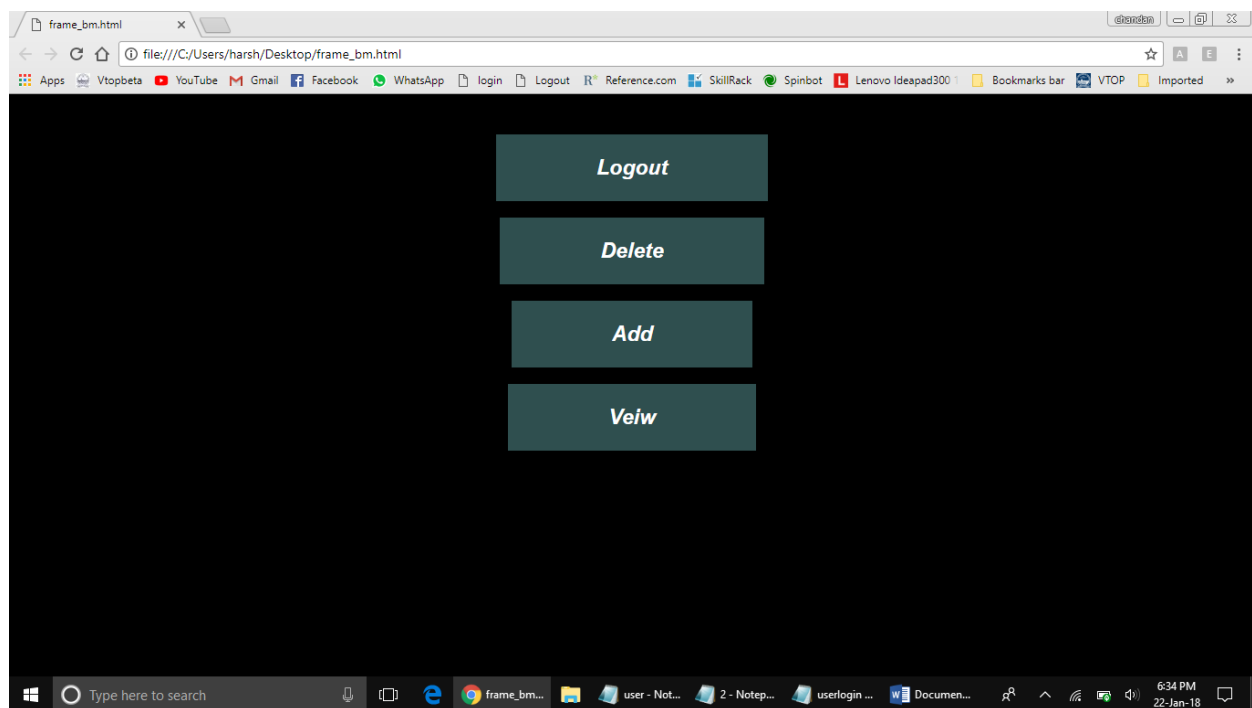 frame_bm.html
chandan
file:///C:/Users/harsh/Desktop/frame_bm.html
A E
Apps Vtopbeta YouTube Gmail Facebook WhatsApp login Logout Reference.com SkillRack Spinbot Lenovo Ideapad300 1 Bookmarks bar VTOP Imported »
Logout
Delete
Add
Veiw
Type here to search
frame_bm...
user - Not...
2 - Notep...
userlogin ...
Documen...
6:34 PM
22-Jan-18